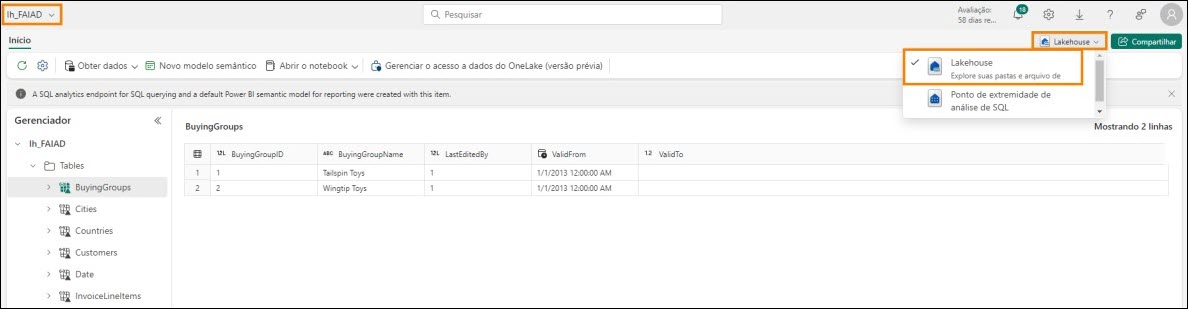 lh_FAIAD
Pesquisar
Avaliação:
58 dias re...
18
?
Início
Lakehouse
Compartilhar
Obter dados
Novo modelo semântico
Abrir o notebook
Gerenciar o acesso a dados do OneLake (versão prévia)
Lakehouse
Explore suas pastas e arquivo de
Ponto de extremidade de
análise de SQL
A SQL analytics endpoint for SQL querying and a default Power BI semantic model for reporting were created with this item.
Gerenciador
BuyingGroups
Mostrando 2 linhas
lh_FAIAD
Tables
BuyingGroups
Cities
Countries
Customers
Date
InvoiceLineItems
12L BuyingGroupID ABC BuyingGroupName 12L LastEditedBy ValidFrom 1.2 ValidTo
1 1 Tailspin Toys 1 1/1/2013 12:00:00 AM
2 2 Wingtip Toys 1 1/1/2013 12:00:00 AM